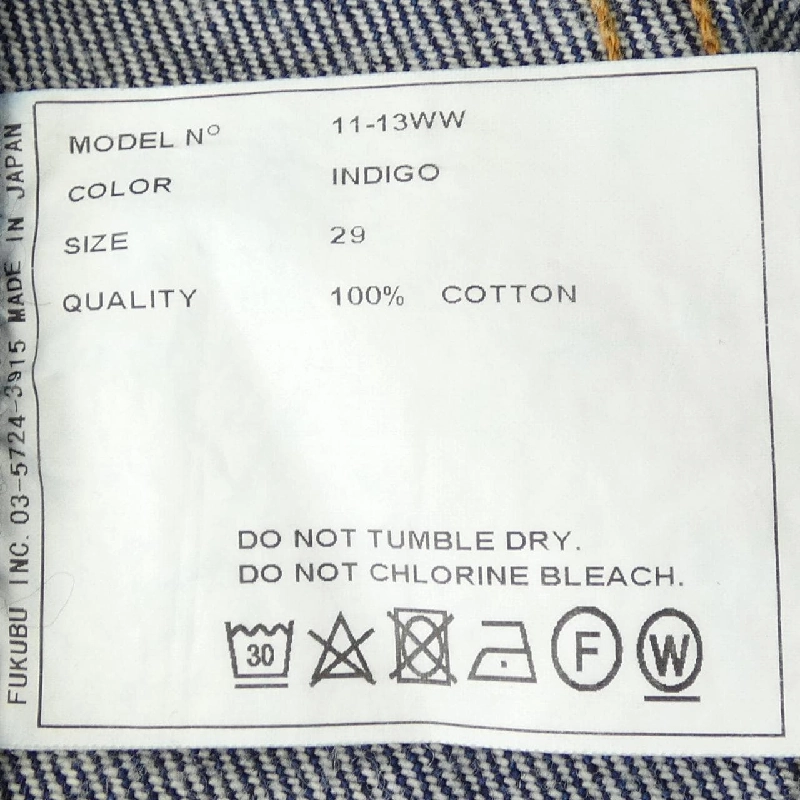 MODEL N° 11-13WW
COLOR INDIGO
SIZE 29
QUALITY 100% COTTON
DO NOT TUMBLE DRY.
DO NOT CHLORINE BLEACH.
30 F W
FUKUBU INC. 03-5724-3915 MADE IN JAPAN